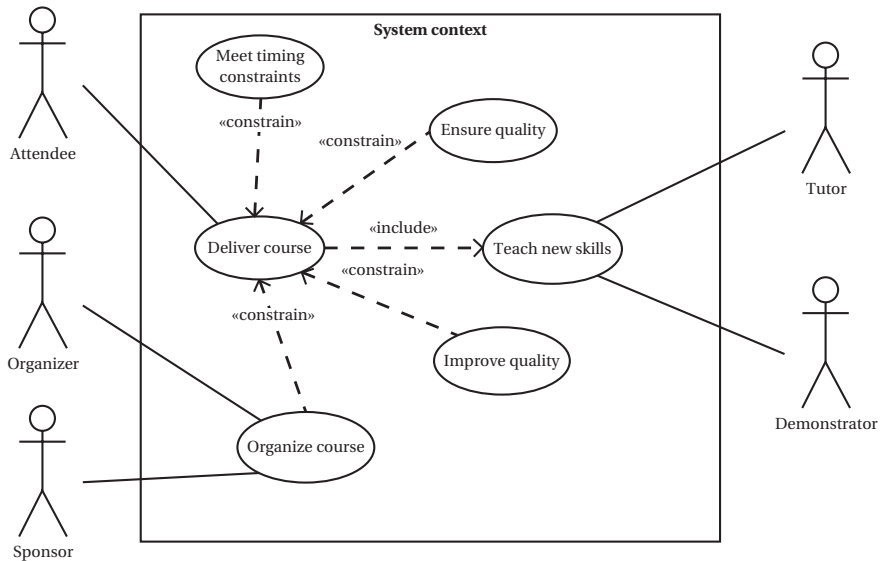 System context
Meet timing
constraints
«constrain»
«constrain»
Ensure quality
Attendee
Tutor
Deliver course
«include»
Teach new skills
«constrain»
«constrain»
Organizer
Improve quality
Demonstrator
Organize course
Sponsor